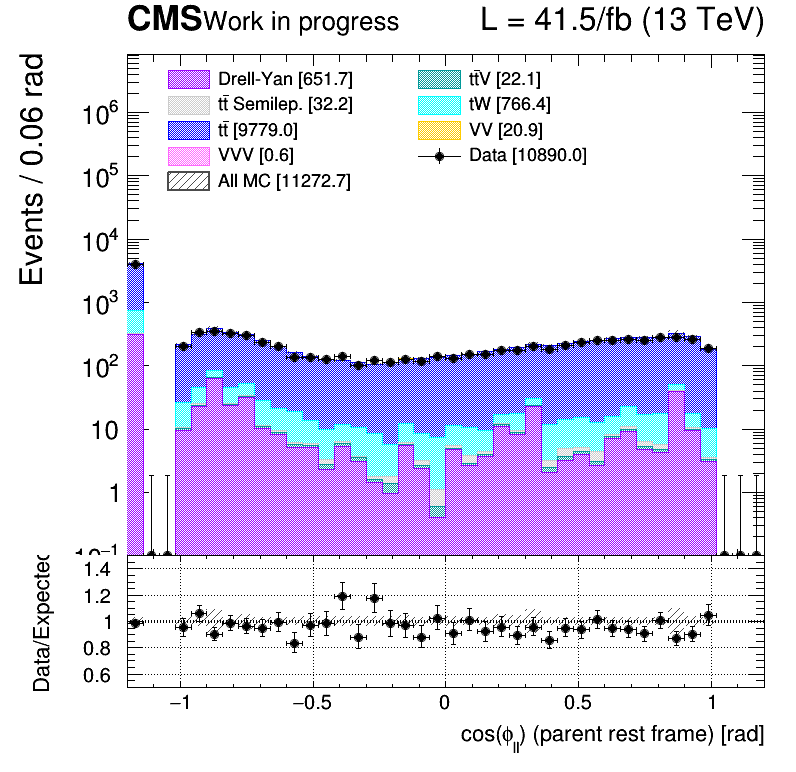 CMS Work in progress L = 41.5/fb (13 TeV)
Drell-Yan [651.7]
tt̄V [22.1]
tt̄ Semilep. [32.2]
tW [766.4]
tt̄ [9779.0]
VV [20.9]
VVV [0.6]
Data [10890.0]
All MC [11272.7]
Events / 0.06 rad
10⁶
10⁵
10⁴
10³
10²
10
1
10⁻¹
Data/Expected
1.4
1.2
1
0.8
0.6
−1 −0.5 0 0.5 1
cos(ϕ_ll) (parent rest frame) [rad]